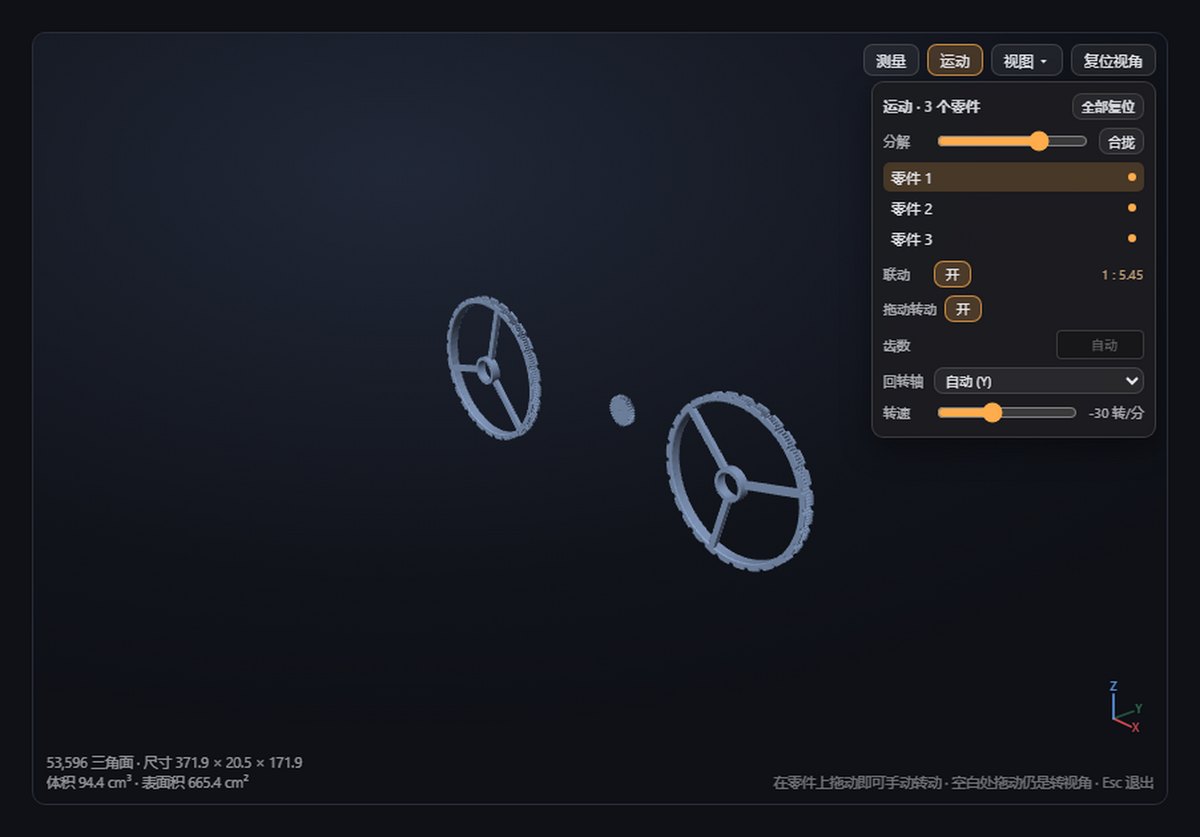 测量 运动 视图 复位视角
运动 · 3 个零件 全部复位
分解 合拢
零件 1
零件 2
零件 3
联动 开 1 : 5.45
拖动转动 开
齿数 自动
回转轴 自动 (Y)
转速 -30 转/分
Z
Y
X
53,596 三角面 · 尺寸 371.9 × 20.5 × 171.9
体积 94.4 cm³ · 表面积 665.4 cm²
在零件上拖动即可手动转动 · 空白处拖动仍是转视角 · Esc 退出